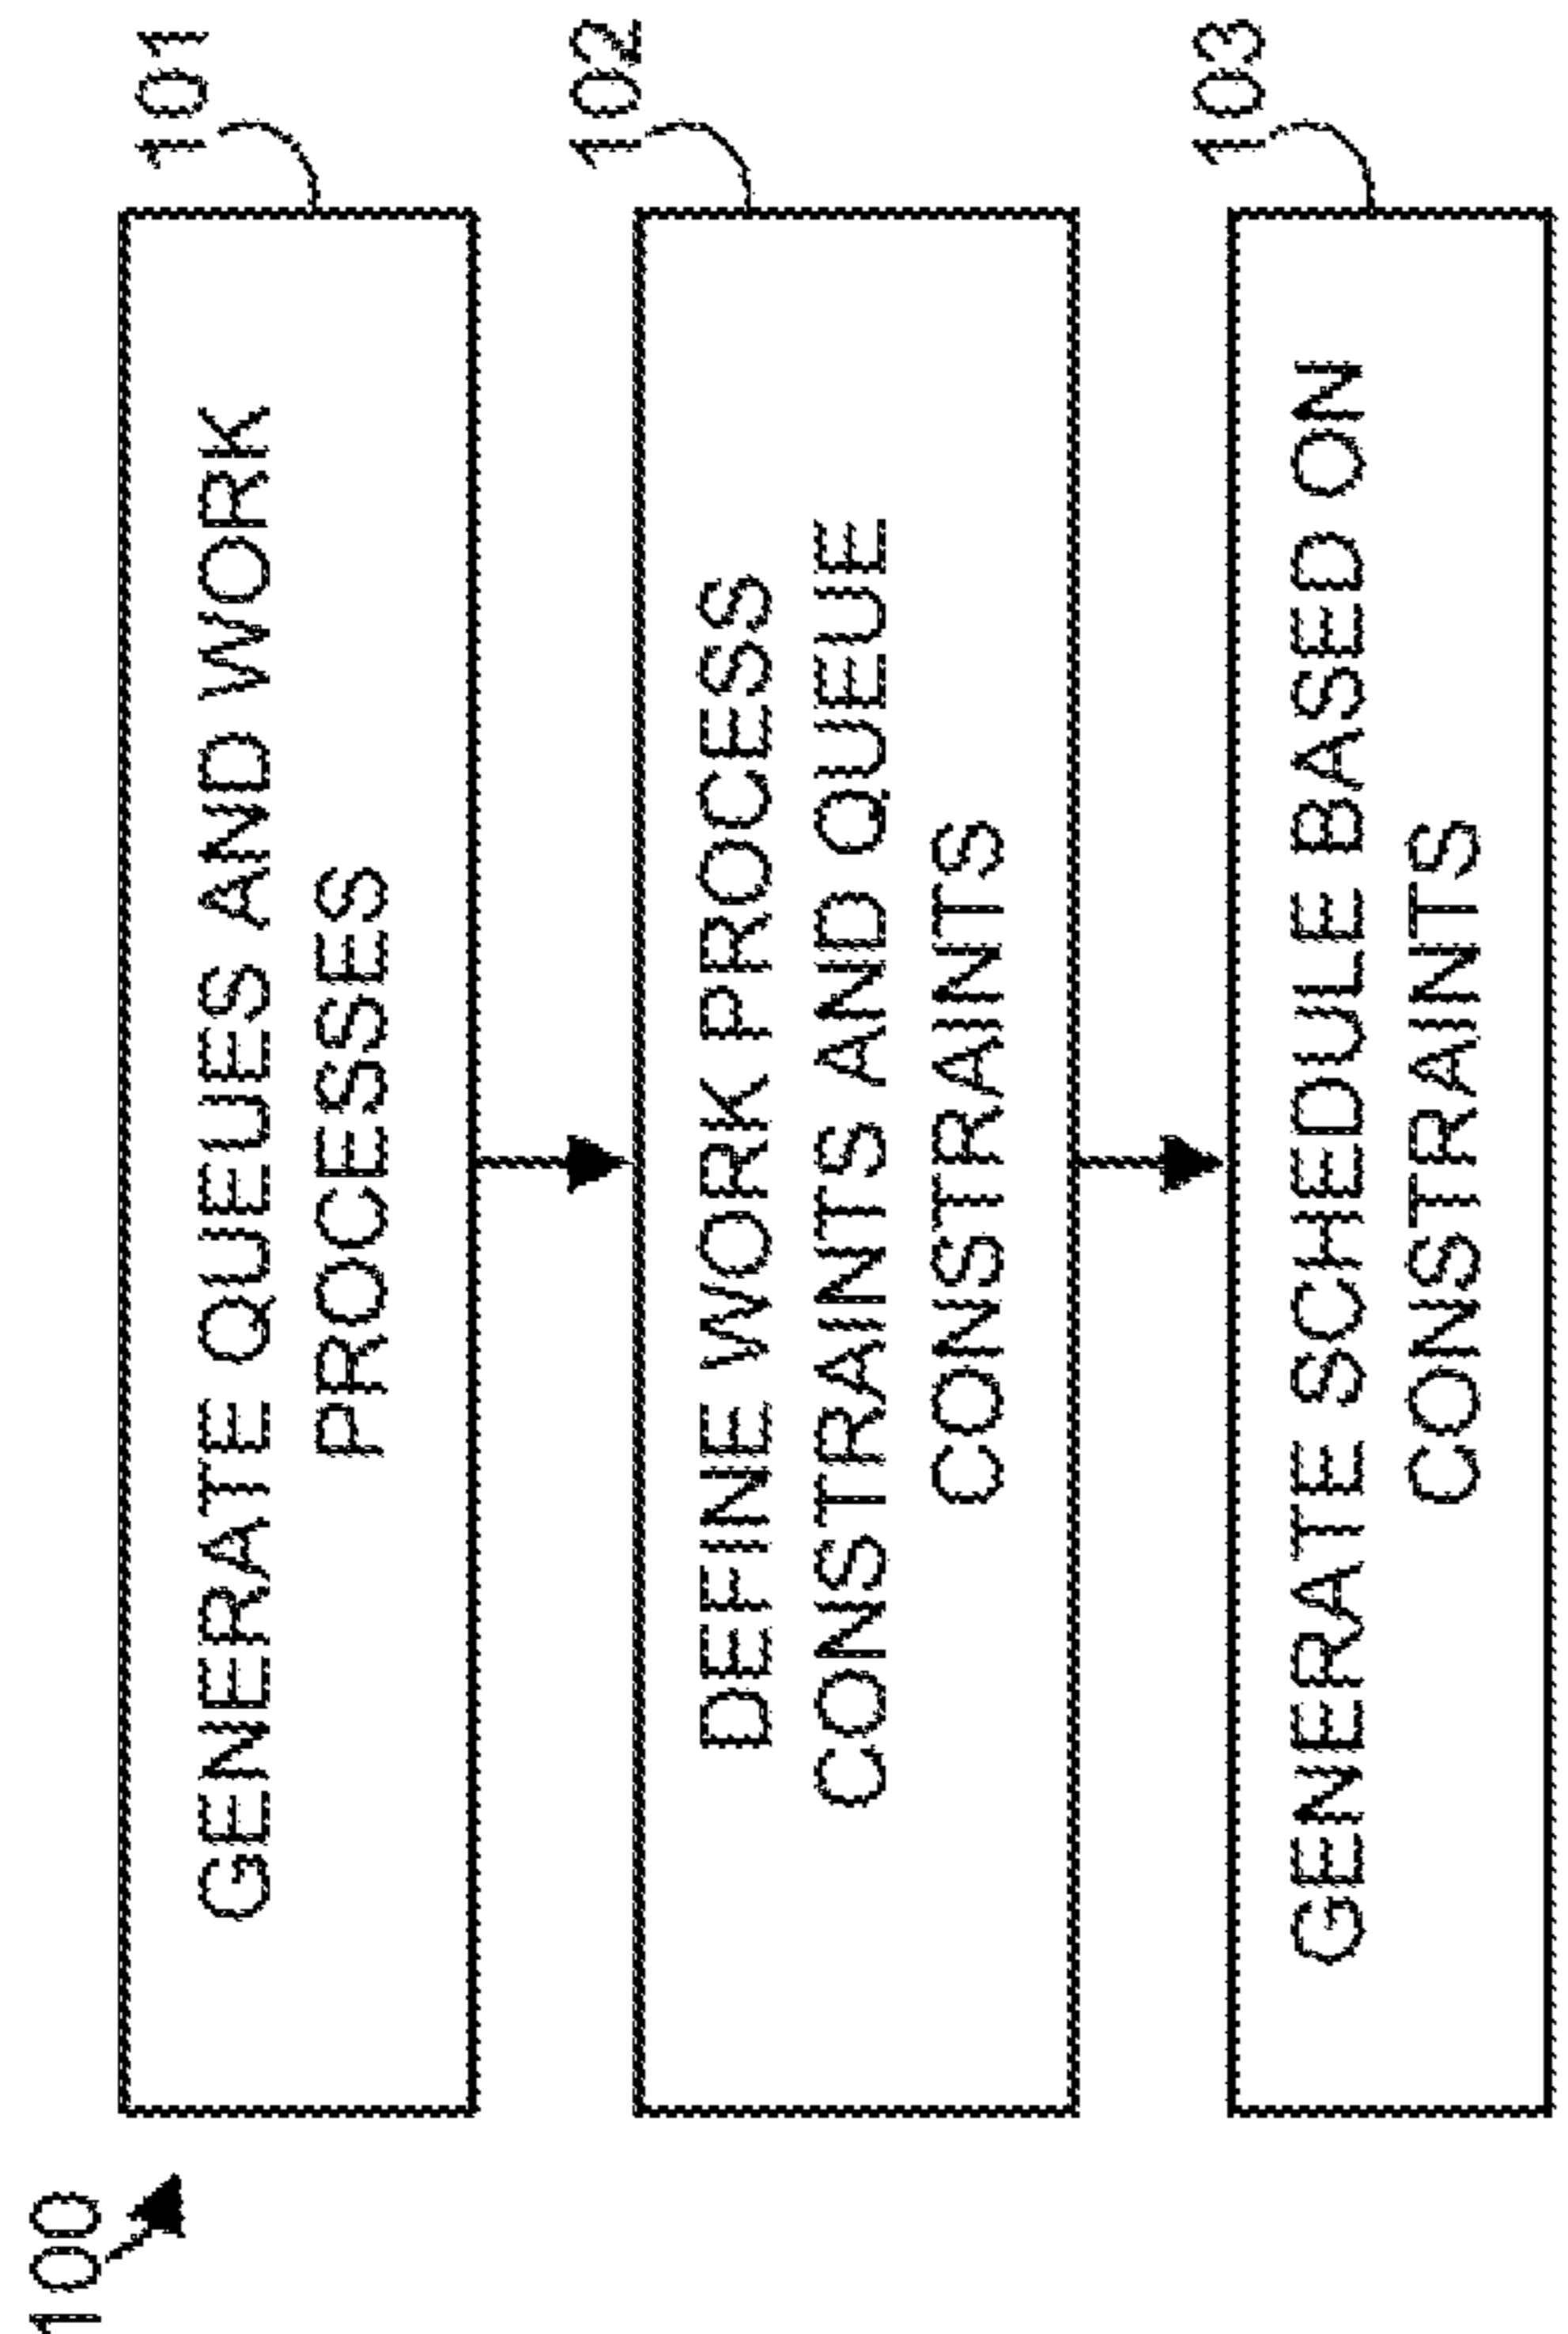 100
101
GENERATE QUEUES AND WORK
PROCESSES
102
DEFINE WORK PROCESS
CONSTRAINTS AND QUEUE
CONSTRAINTS
103
GENERATE SCHEDULE BASED ON
CONSTRAINTS